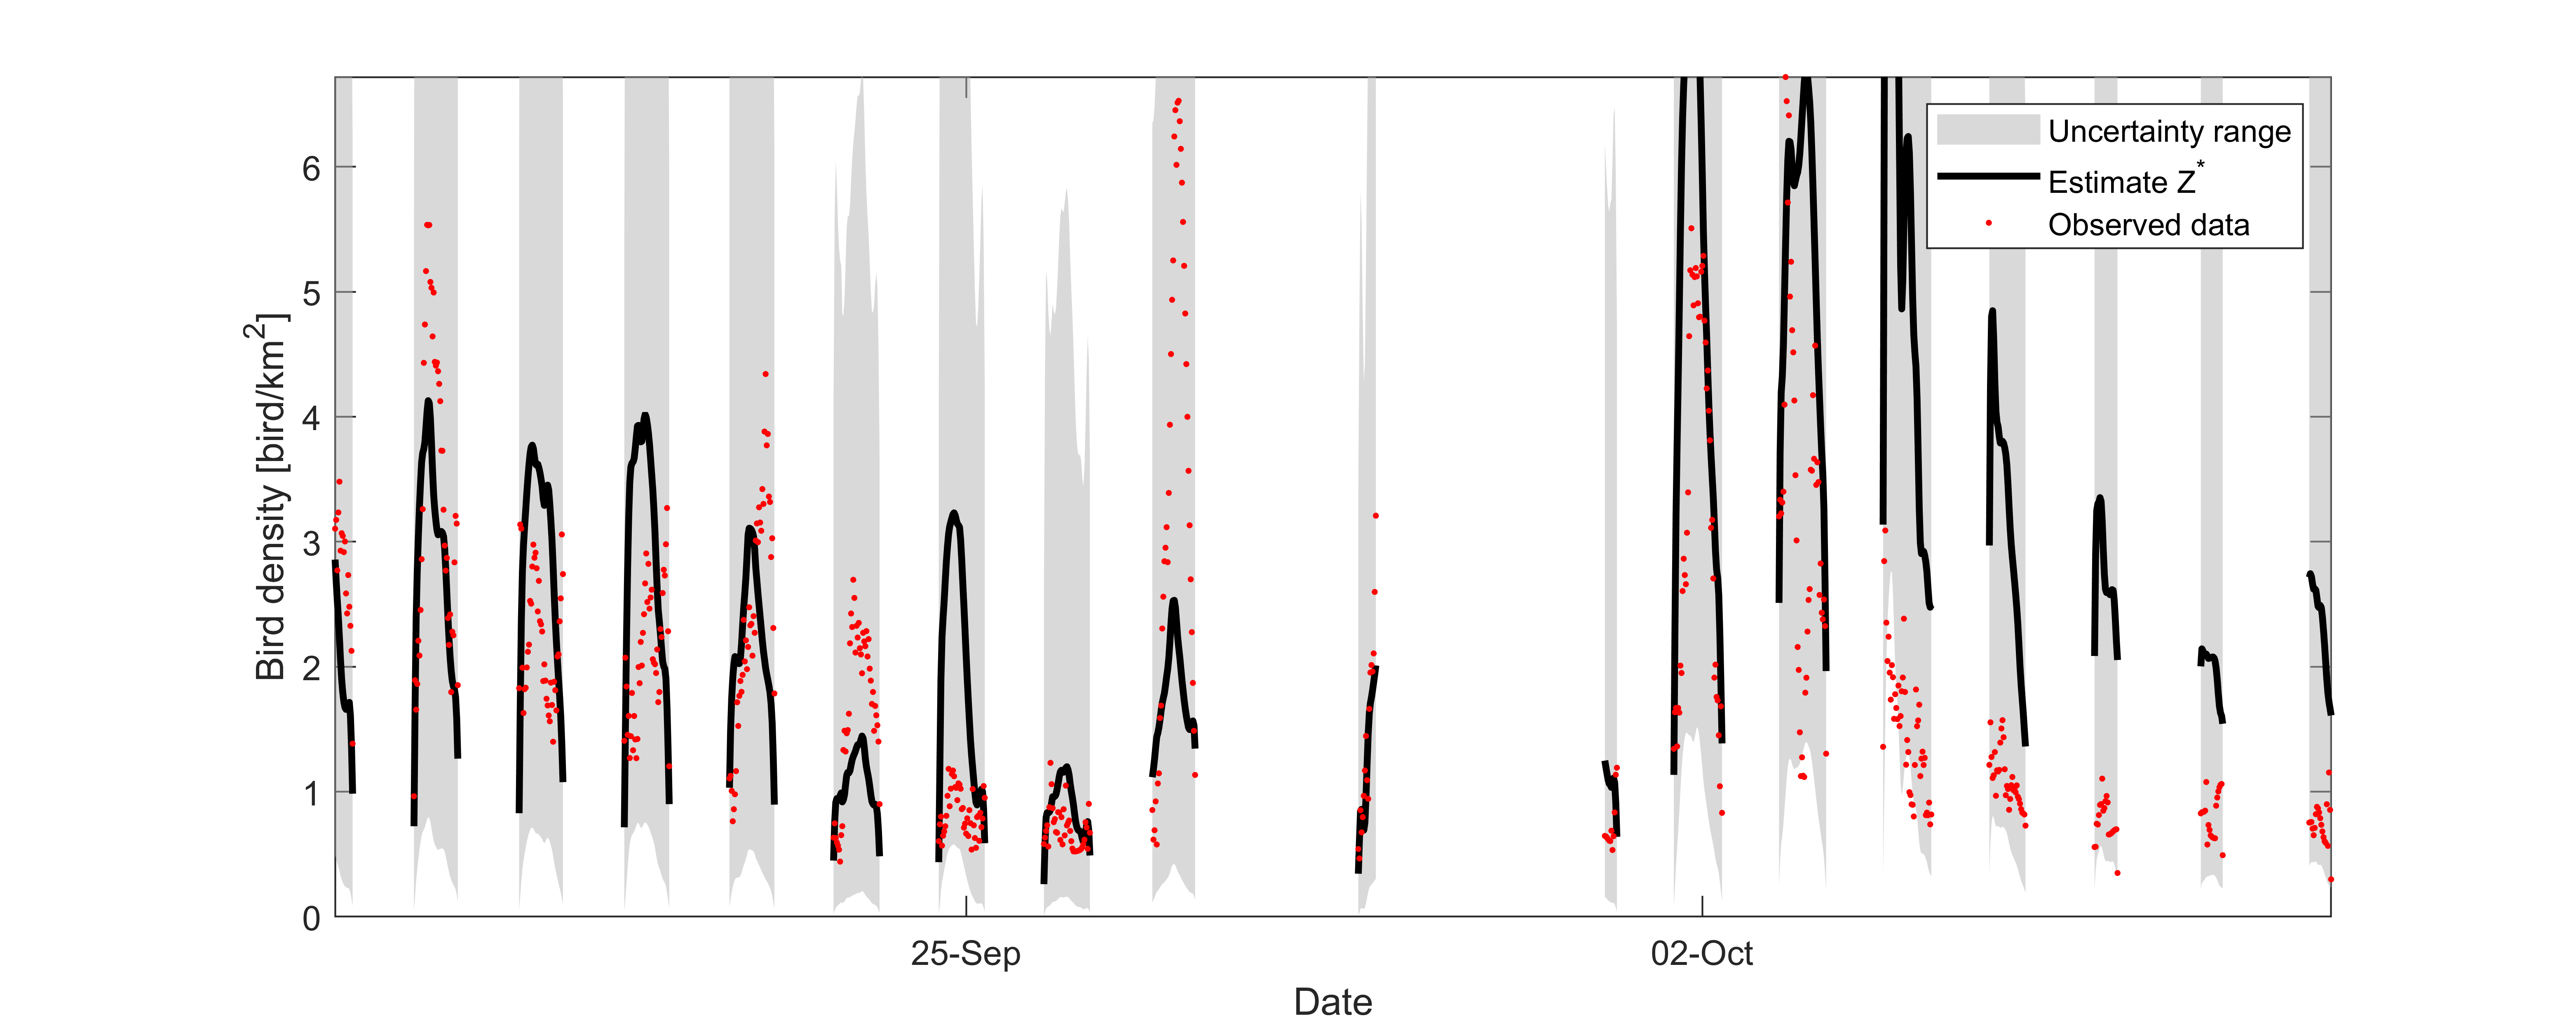 Uncertainty range
Estimate Z*
Observed data
6
5
4
3
2
1
0
Bird density [bird/km2]
25-Sep
02-Oct
Date